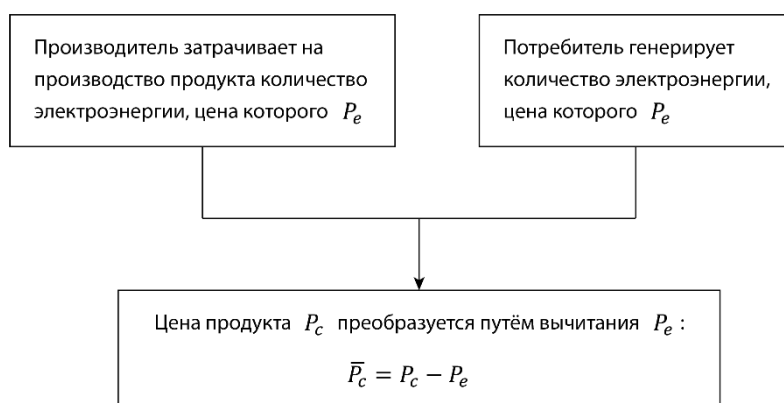 Производитель затрачивает на
производство продукта количество
электроэнергии, цена которого P_e
Потребитель генерирует
количество электроэнергии,
цена которого P_e
Цена продукта P_c преобразуется путём вычитания P_e :
P̅_c = P_c − P_e